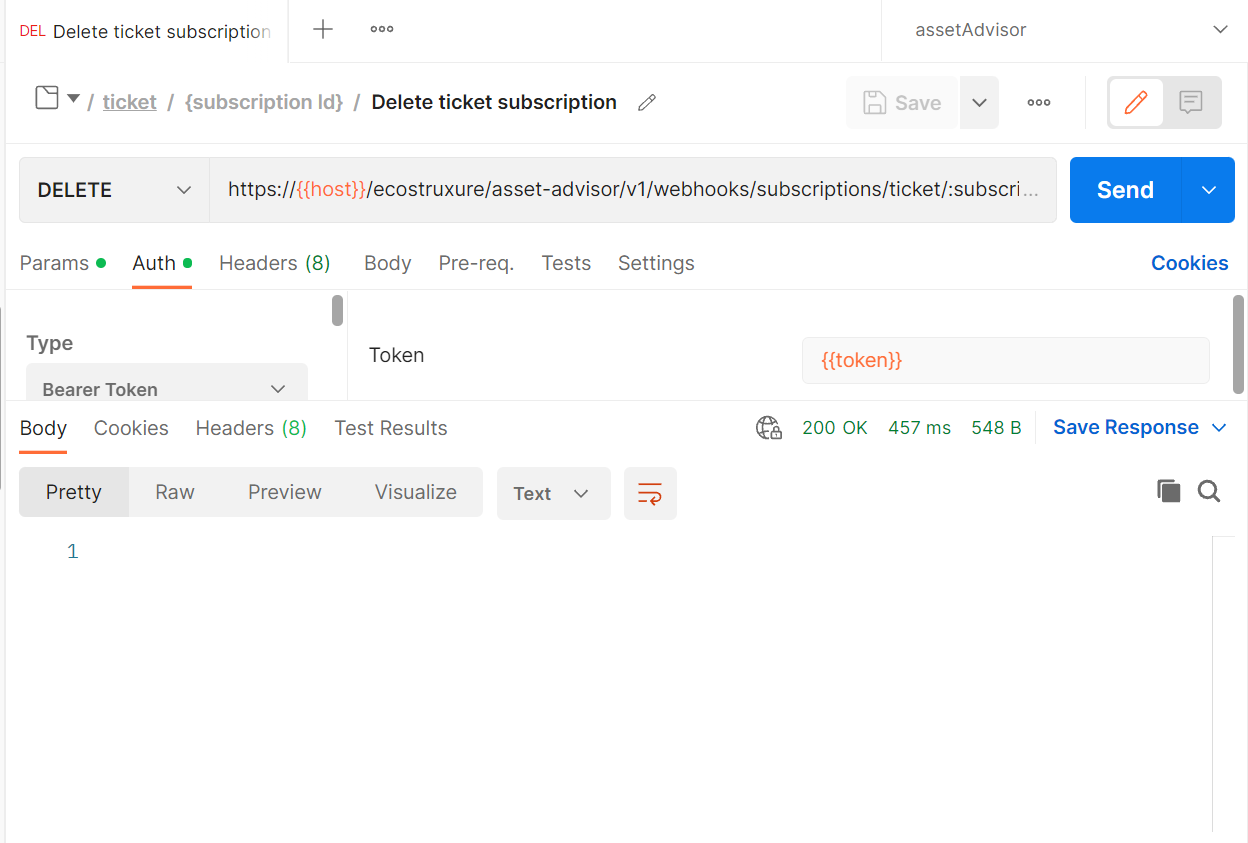 DEL Delete ticket subscription
assetAdvisor
/ ticket / {subscription Id} / Delete ticket subscription
Save
DELETE
https://{{host}}/ecostruxure/asset-advisor/v1/webhooks/subscriptions/ticket/:subscri...
Send
Params Auth Headers (8) Body Pre-req. Tests Settings Cookies
Type
Token
{{token}}
Bearer Token
Body Cookies Headers (8) Test Results
200 OK 457 ms 548 B Save Response
Pretty Raw Preview Visualize Text
1